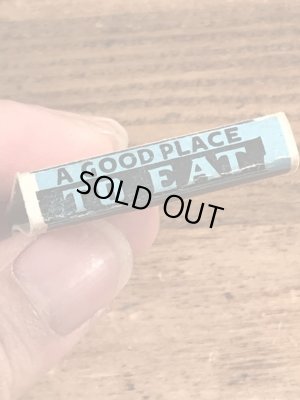 A GOOD PLACE
TO EAT
SOLD OUT